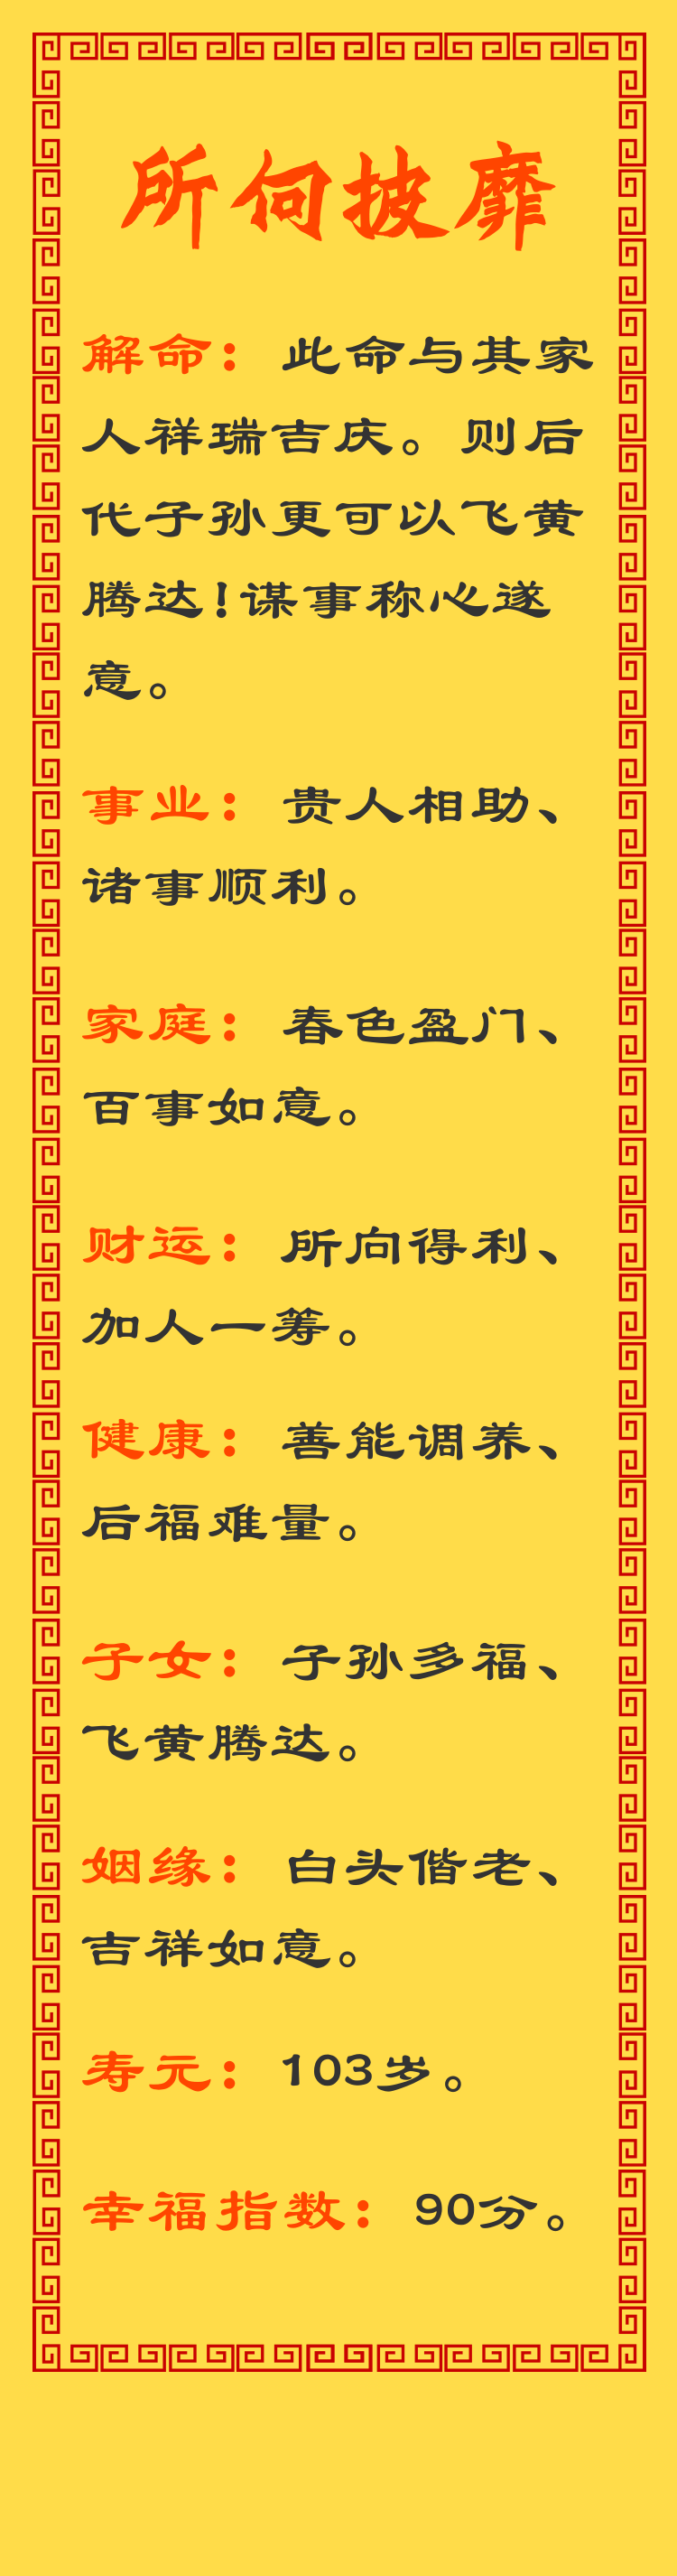 所向披靡
解命：此命与其家
人祥瑞吉庆。则后
代子孙更可以飞黄
腾达!谋事称心遂
意。
事业：贵人相助、
诸事顺利。
家庭：春色盈门、
百事如意。
财运：所向得利、
加人一筹。
健康：善能调养、
后福难量。
子女：子孙多福、
飞黄腾达。
姻缘：白头偕老、
吉祥如意。
寿元：103岁。
幸福指数：90分。